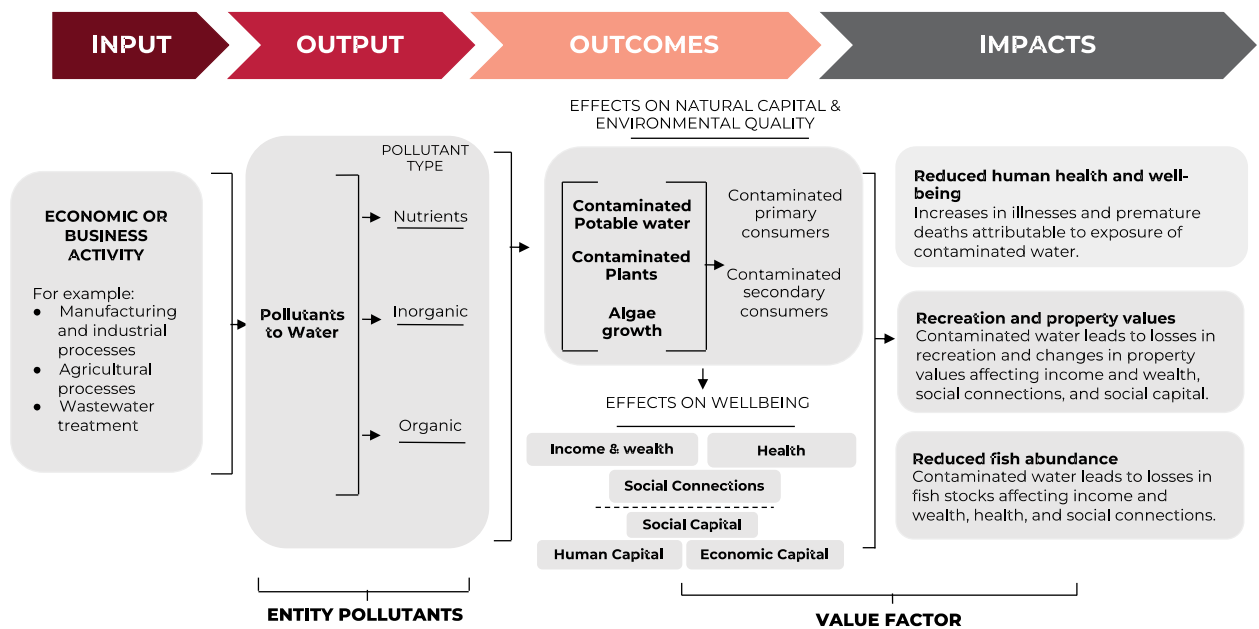 INPUT
OUTPUT
OUTCOMES
IMPACTS
ECONOMIC OR
BUSINESS
ACTIVITY
For example:
● Manufacturing
and industrial
processes
● Agricultural
processes
● Wastewater
treatment
POLLUTANT
TYPE
Pollutants
to Water
Nutrients
Inorganic
Organic
ENTITY POLLUTANTS
EFFECTS ON NATURAL CAPITAL &
ENVIRONMENTAL QUALITY
Contaminated
Potable water
Contaminated
Plants
Algae
growth
Contaminated
primary
consumers
Contaminated
secondary
consumers
EFFECTS ON WELLBEING
Income & wealth
Health
Social Connections
Social Capital
Human Capital
Economic Capital
Reduced human health and well-
being
Increases in illnesses and premature
deaths attributable to exposure of
contaminated water.
Recreation and property values
Contaminated water leads to losses in
recreation and changes in property
values affecting income and wealth,
social connections, and social capital.
Reduced fish abundance
Contaminated water leads to losses in
fish stocks affecting income and
wealth, health, and social connections.
VALUE FACTOR